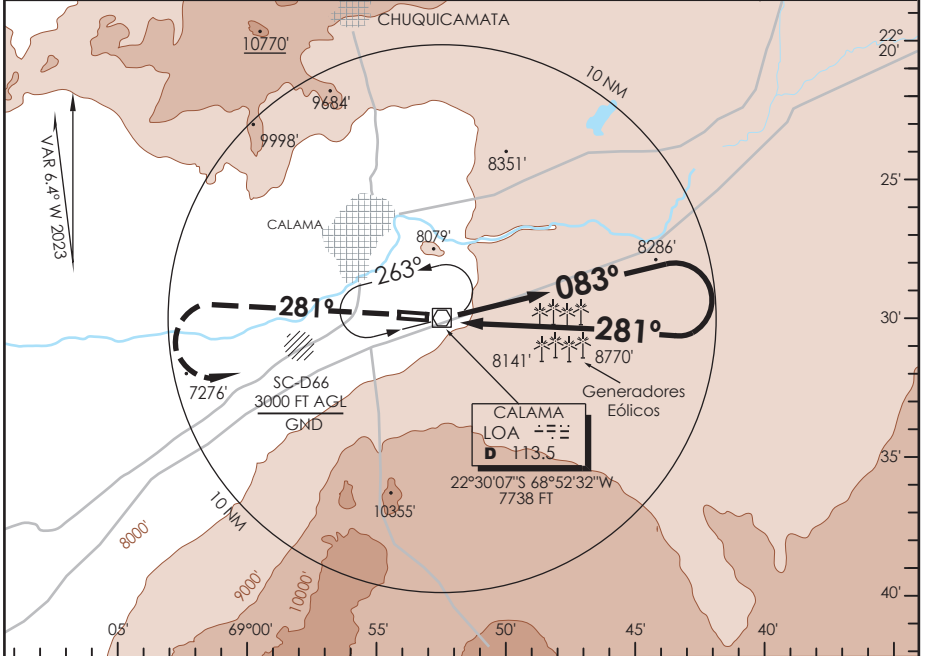 CHUQUICAMATA
10770'
22°
20'
10 NM
9684'
9998'
8351'
VAR 6.4° W 2023
25'
CALAMA
8079'
8286'
263°
083°
281°
281°
30'
8141'
8770'
7276'
SC-D66
3000 FT AGL
GND
Generadores
Eólicos
CALAMA
LOA
D 113.5
22°30'07"S 68°52'32"W
7738 FT
35'
10 NM
10355'
8000'
9000'
10000'
40'
05'
69°00'
55'
50'
45'
40'